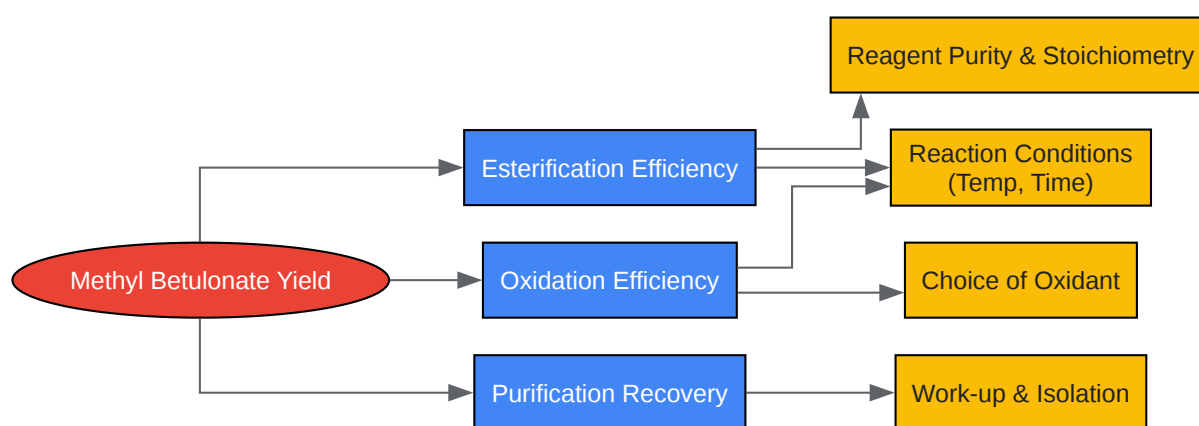 Reagent Purity & Stoichiometry
Esterification Efficiency
Reaction Conditions
(Temp, Time)
Methyl Betulonate Yield
Oxidation Efficiency
Choice of Oxidant
Purification Recovery
Work-up & Isolation